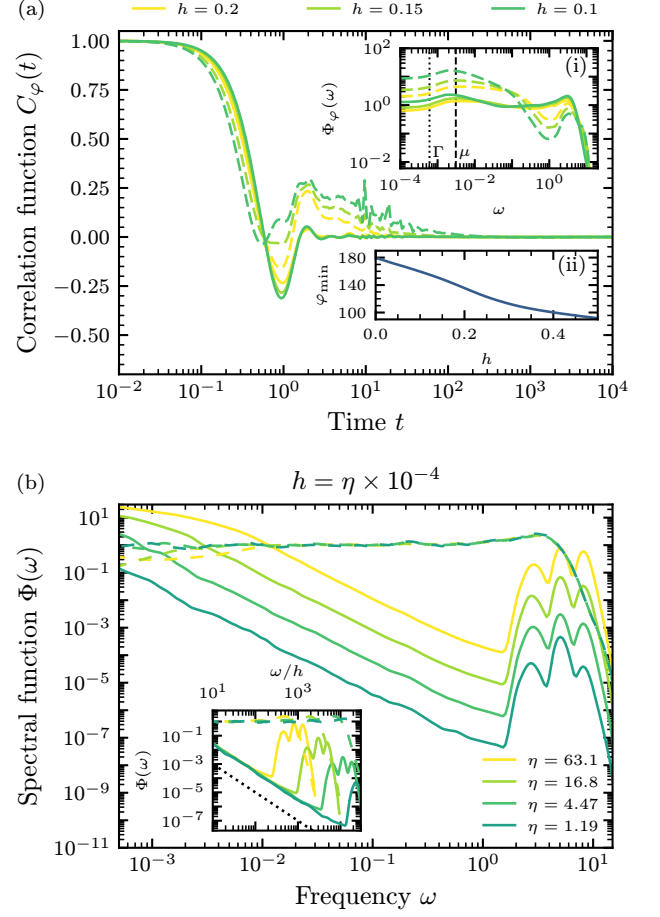 (a)
h = 0.2
h = 0.15
h = 0.1
Correlation function C_φ(t)
1.00
0.75
0.50
0.25
0.00
−0.25
−0.50
10^−2
10^−1
10^0
10^1
10^2
10^3
10^4
Time t
(i)
Φ_φ(ω)
10^2
10^0
10^−2
Γ
μ
10^−4
10^−2
10^0
ω
(ii)
φ_min
180
140
100
0.0
0.2
0.4
h
(b)
h = η × 10^−4
Spectral function Φ(ω)
10^1
10^−1
10^−3
10^−5
10^−7
10^−9
10^−11
10^−3
10^−2
10^−1
10^0
10^1
Frequency ω
ω/h
10^1
10^3
Φ(ω)
10^−1
10^−3
10^−5
10^−7
η = 63.1
η = 16.8
η = 4.47
η = 1.19